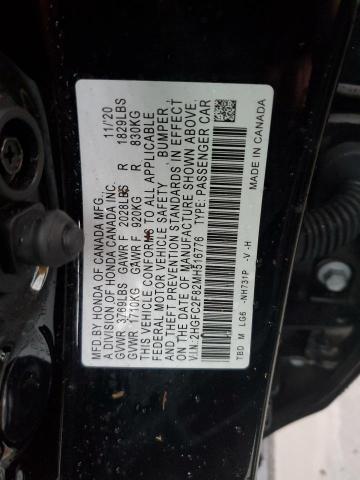 MFD.BY HONDA OF CANADA MFG. 11/20
A DIVISION OF HONDA CANADA INC.
GVWR 3769LBS GAWR F 2028LBS R 1829LBS
GVWR 1710KG GAWR F 920KG R 830KG
THIS VEHICLE CONFORMS TO ALL APPLICABLE
FEDERAL MOTOR VEHICLE SAFETY, BUMPER,
AND THEFT PREVENTION STANDARDS IN EFFECT
ON THE DATE OF MANUFACTURE SHOWN ABOVE.
V.I.N: 2HGFC2F82MH516776 TYPE: PASSENGER CAR
MADE IN CANADA
TBD M LG6 -NH731P -V -H